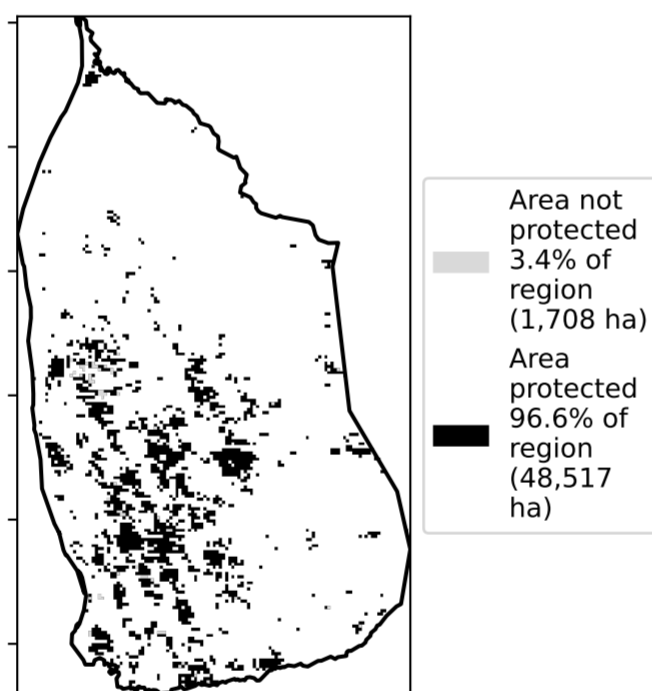 Area not
protected
3.4% of
region
(1,708 ha)
Area
protected
96.6% of
region
(48,517
ha)